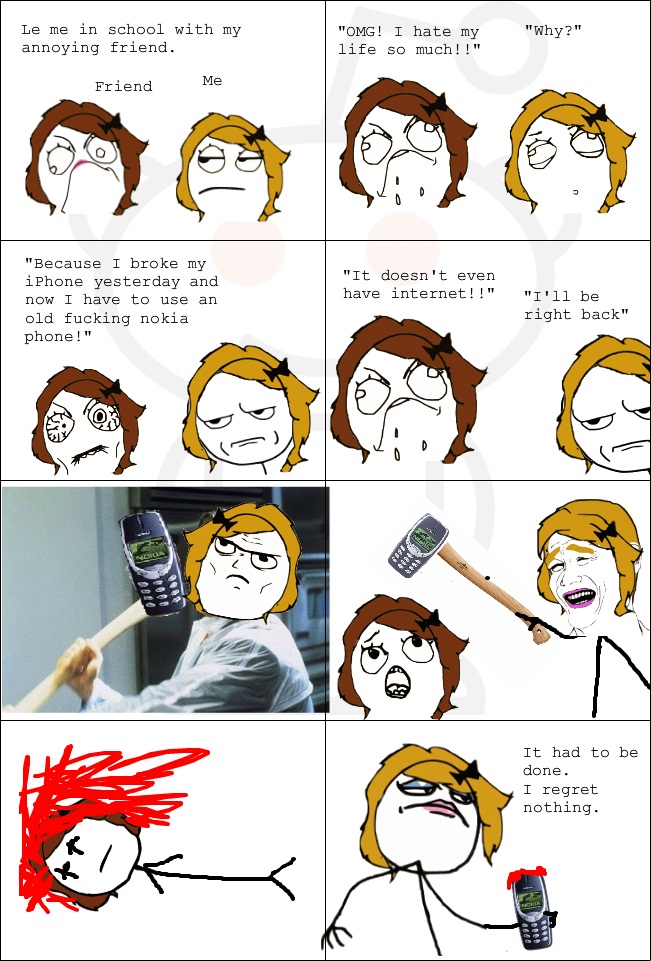 Le me in school with my
annoying friend.
Friend
Me
"OMG! I hate my
life so much!!"
"Why?"
"Because I broke my
iPhone yesterday and
now I have to use an
old fucking nokia
phone!"
"It doesn't even
have internet!!"
"I'll be
right back"
NOKIA
NOKIA
It had to be
done.
I regret
nothing.
NOKIA